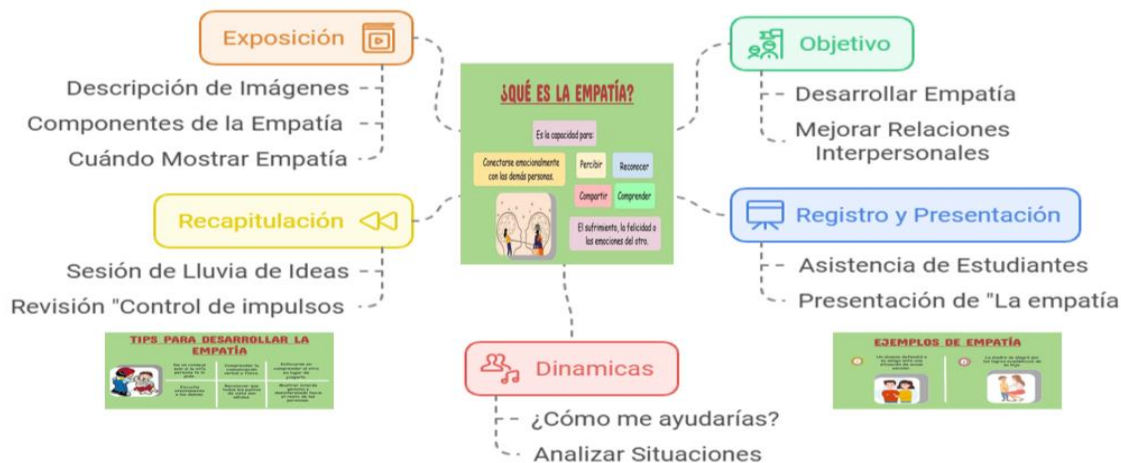 Exposición
Descripción de Imágenes
Componentes de la Empatía
Cuándo Mostrar Empatía
Recapitulación
Sesión de Lluvia de Ideas
Revisión "Control de impulsos
¿QUÉ ES LA EMPATÍA?
Es la capacidad para:
Conectarse emocionalmente
con las demás personas.
Percibir
Reconocer
Compartir
Comprender
El sufrimiento, la felicidad o
las emociones del otro.
Objetivo
Desarrollar Empatía
Mejorar Relaciones
Interpersonales
Registro y Presentación
Asistencia de Estudiantes
Presentación de "La empatía
TIPS PARA DESARROLLAR LA
EMPATÍA
Dinamicas
¿Cómo me ayudarías?
Analizar Situaciones
EJEMPLOS DE EMPATÍA